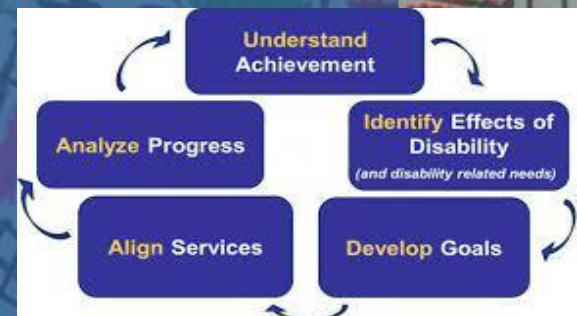 Understand
Achievement
Identify Effects of
Disability
(and disability related needs)
Develop Goals
Align Services
Analyze Progress